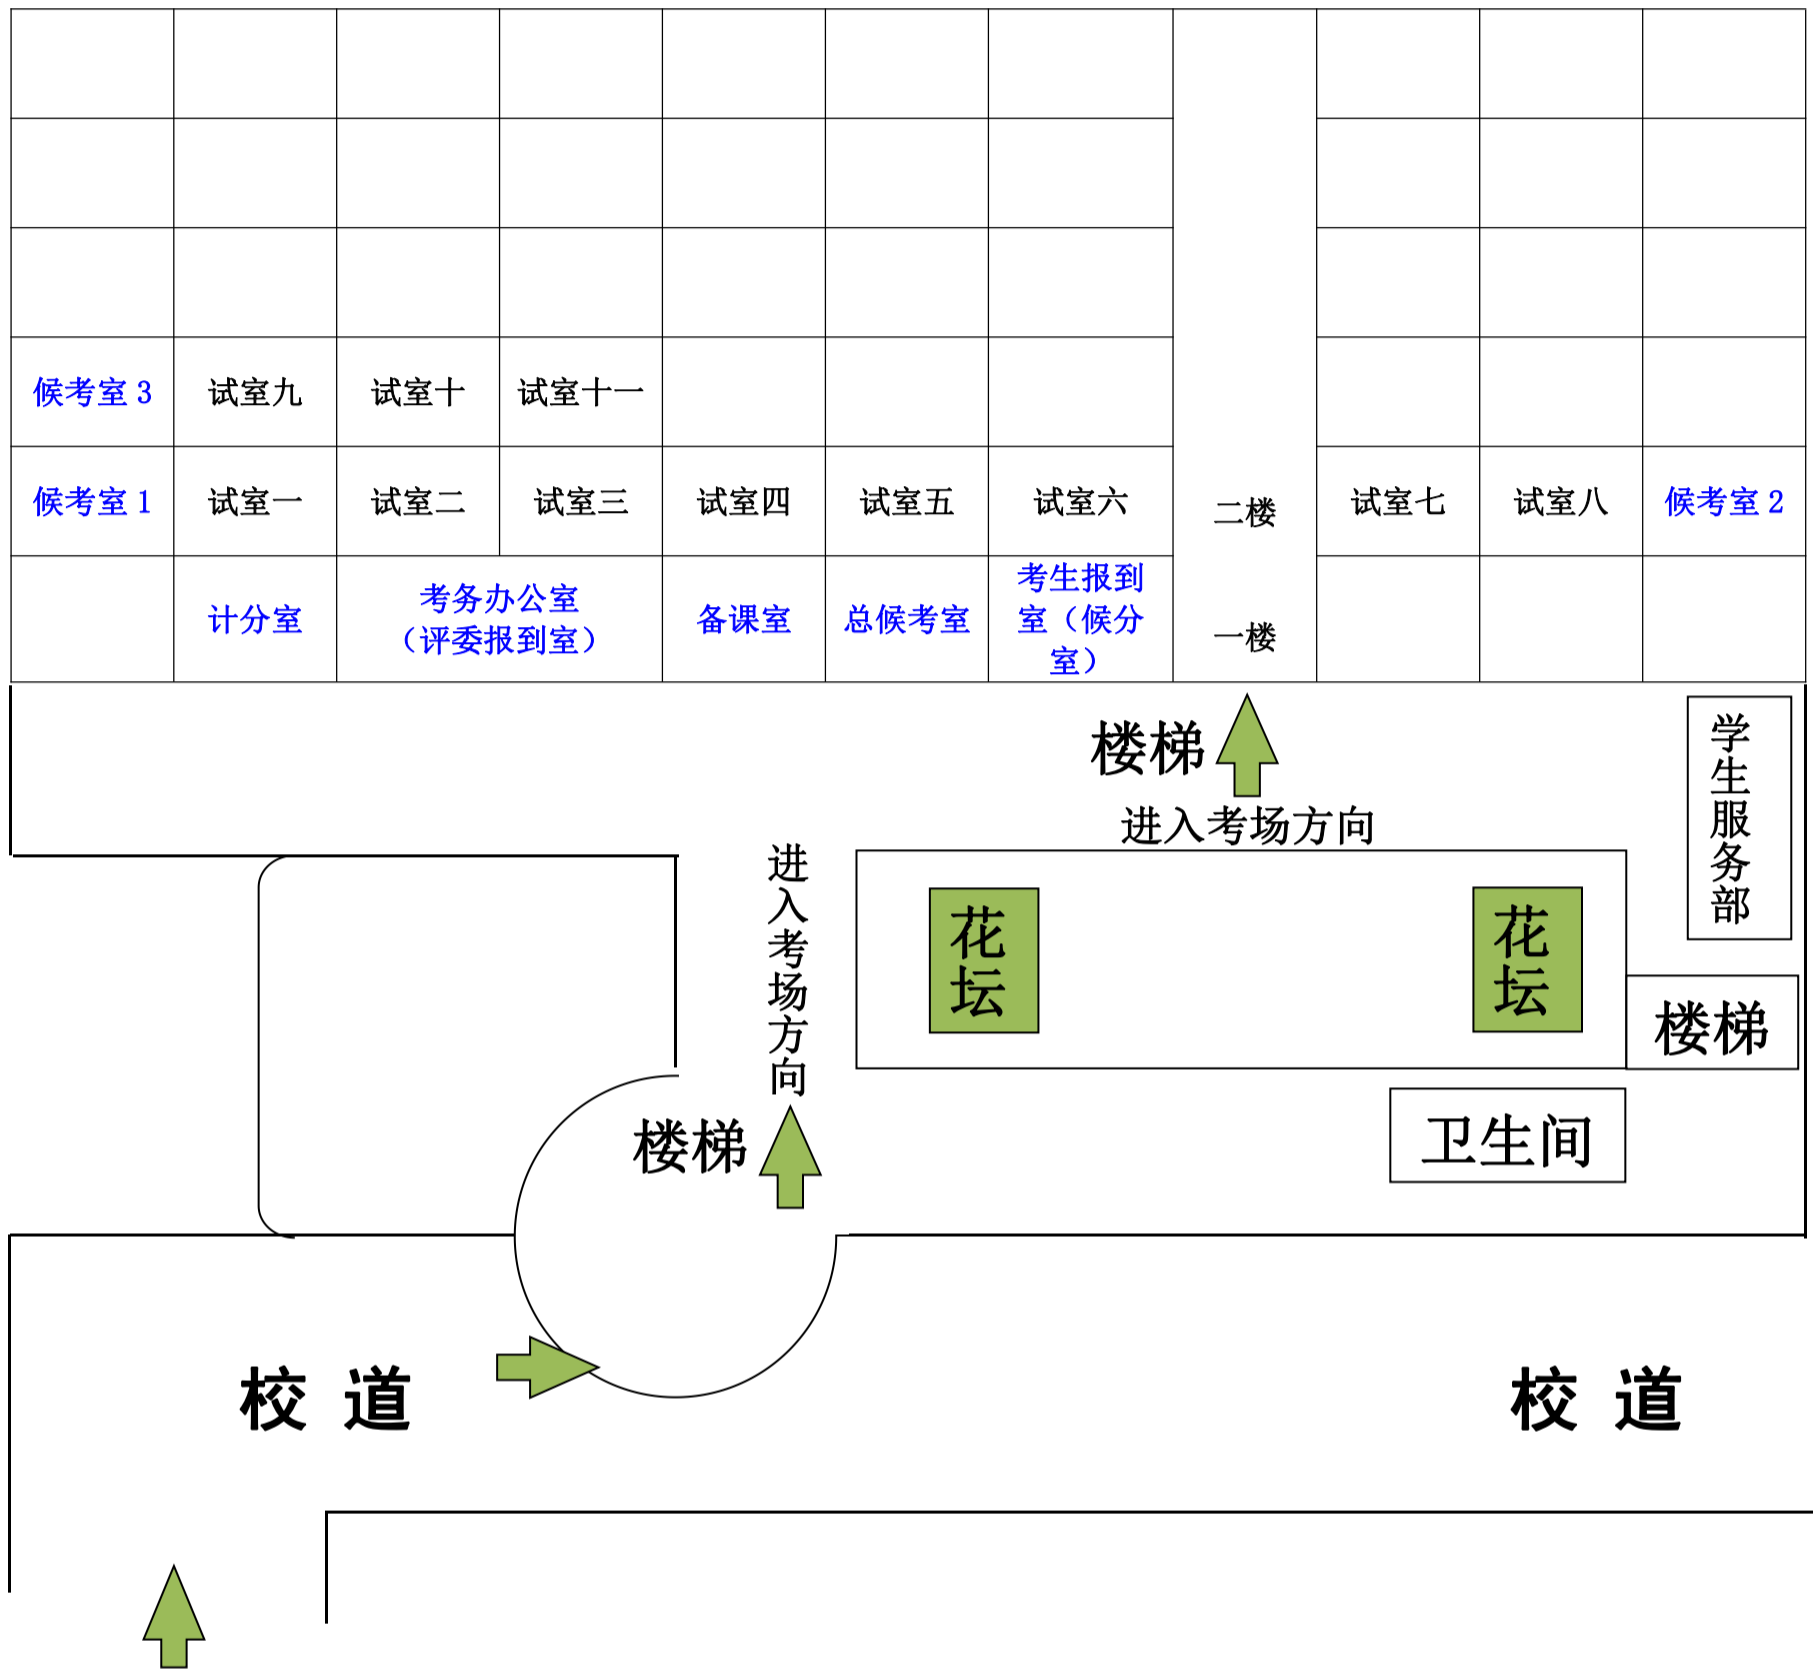 候考室 3
试室九
试室十
试室十一
候考室 1
试室一
试室二
试室三
试室四
试室五
试室六
二楼
试室七
试室八
候考室 2
计分室
考务办公室
（评委报到室）
备课室
总候考室
考生报到
室（候分
室）
一楼
楼梯
进入考场方向
学生服务部
进入考场方向
花坛
花坛
楼梯
楼梯
卫生间
校 道
校 道